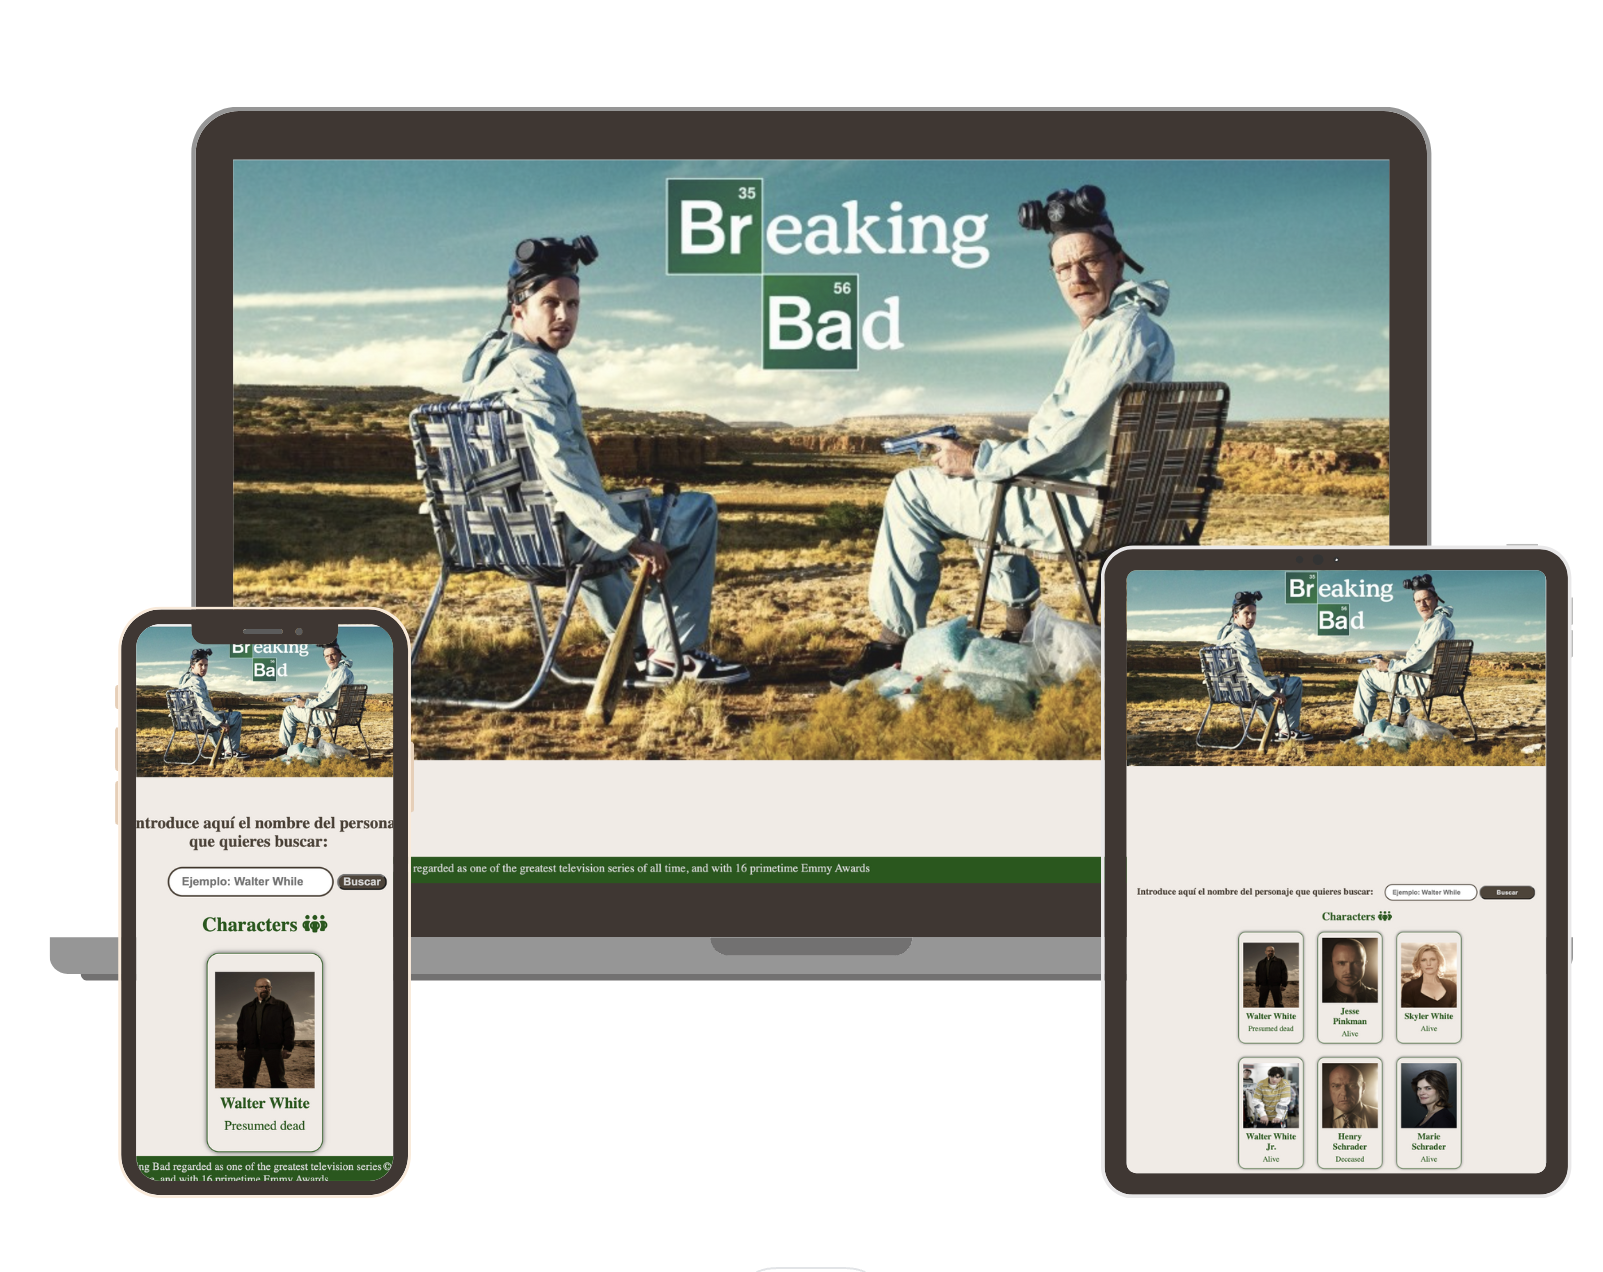 35
Breaking
56
Bad
regarded as one of the greatest television series of all time, and with 16 primetime Emmy Awards
Breaking
Bad
ntroduce aquí el nombre del persona
que quieres buscar:
Ejemplo: Walter While
Buscar
Characters
Walter White
Presumed dead
ng Bad regarded as one of the greatest television series ©
and with 16 primetime Emmy Awards
35
Breaking
Bad
Introduce aquí el nombre del personaje que quieres buscar:
Ejemplo: Walter While
Buscar
Characters
Walter White
Presumed dead
Jesse
Pinkman
Alive
Skyler White
Alive
Walter White
Jr.
Alive
Henry
Schrader
Deceased
Marie
Schrader
Alive